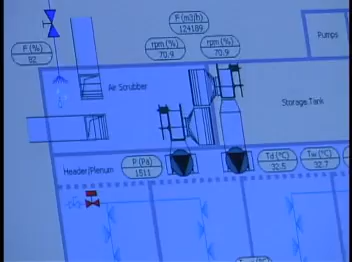 F (m3/h)
124189
F (%)
92
rpm (%)
70.9
rpm (%)
70.9
Pumps
Air Scrubber
Storage Tank
Header/Plenum
P (Pa)
1511
Td (°C)
32.5
Tw (°C)
32.7